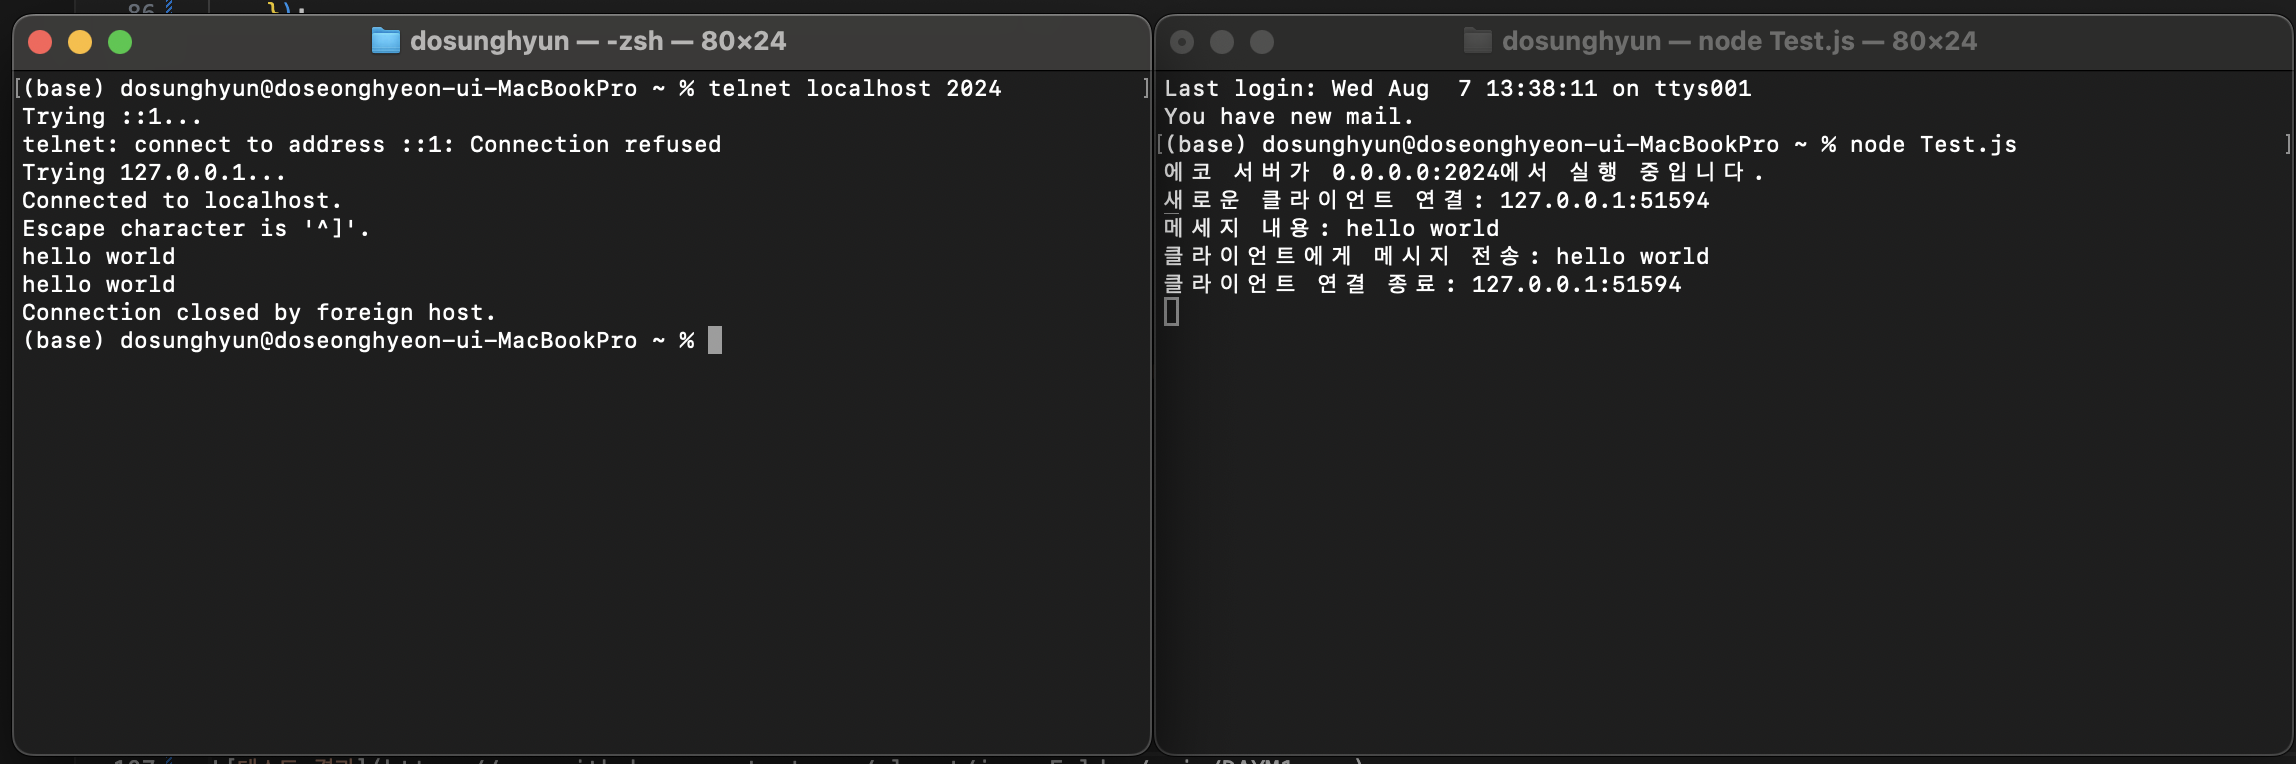 86
});
dosunghyun — -zsh — 80×24
(base) dosunghyun@doseonghyeon-ui-MacBookPro ~ % telnet localhost 2024
Trying ::1...
telnet: connect to address ::1: Connection refused
Trying 127.0.0.1...
Connected to localhost.
Escape character is '^]'.
hello world
hello world
Connection closed by foreign host.
(base) dosunghyun@doseonghyeon-ui-MacBookPro ~ %
dosunghyun — node Test.js — 80×24
Last login: Wed Aug  7 13:38:11 on ttys001
You have new mail.
(base) dosunghyun@doseonghyeon-ui-MacBookPro ~ % node Test.js
에코 서버가 0.0.0.0:2024에서 실행 중입니다.
새로운 클라이언트 연결: 127.0.0.1:51594
메세지 내용: hello world
클라이언트에게 메시지 전송: hello world
클라이언트 연결 종료: 127.0.0.1:51594